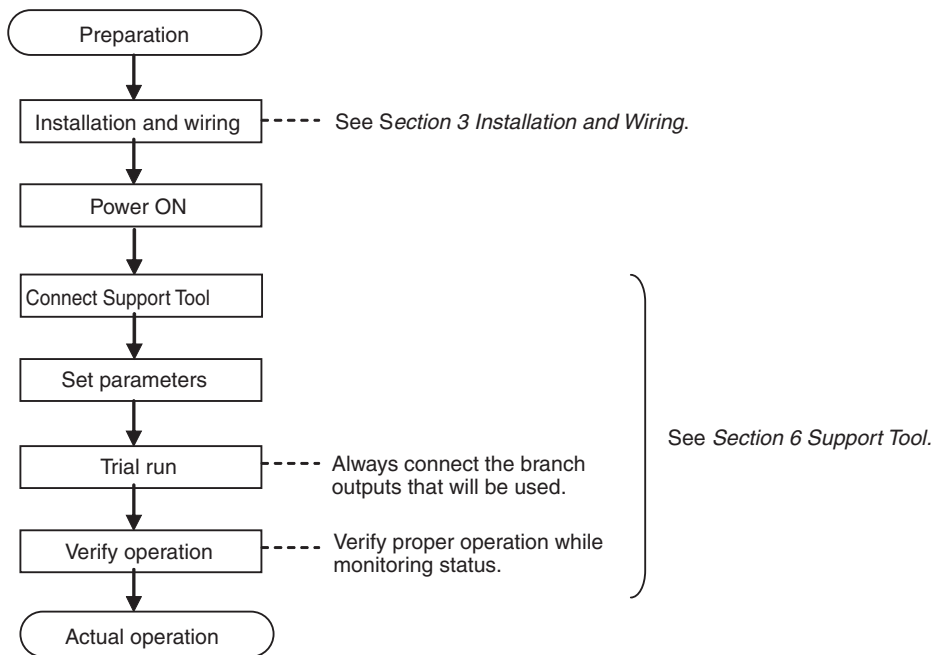 Preparation
Installation and wiring
See Section 3 Installation and Wiring.
Power ON
Connect Support Tool
Set parameters
See Section 6 Support Tool.
Trial run
Always connect the branch
outputs that will be used.
Verify operation
Verify proper operation while
monitoring status.
Actual operation